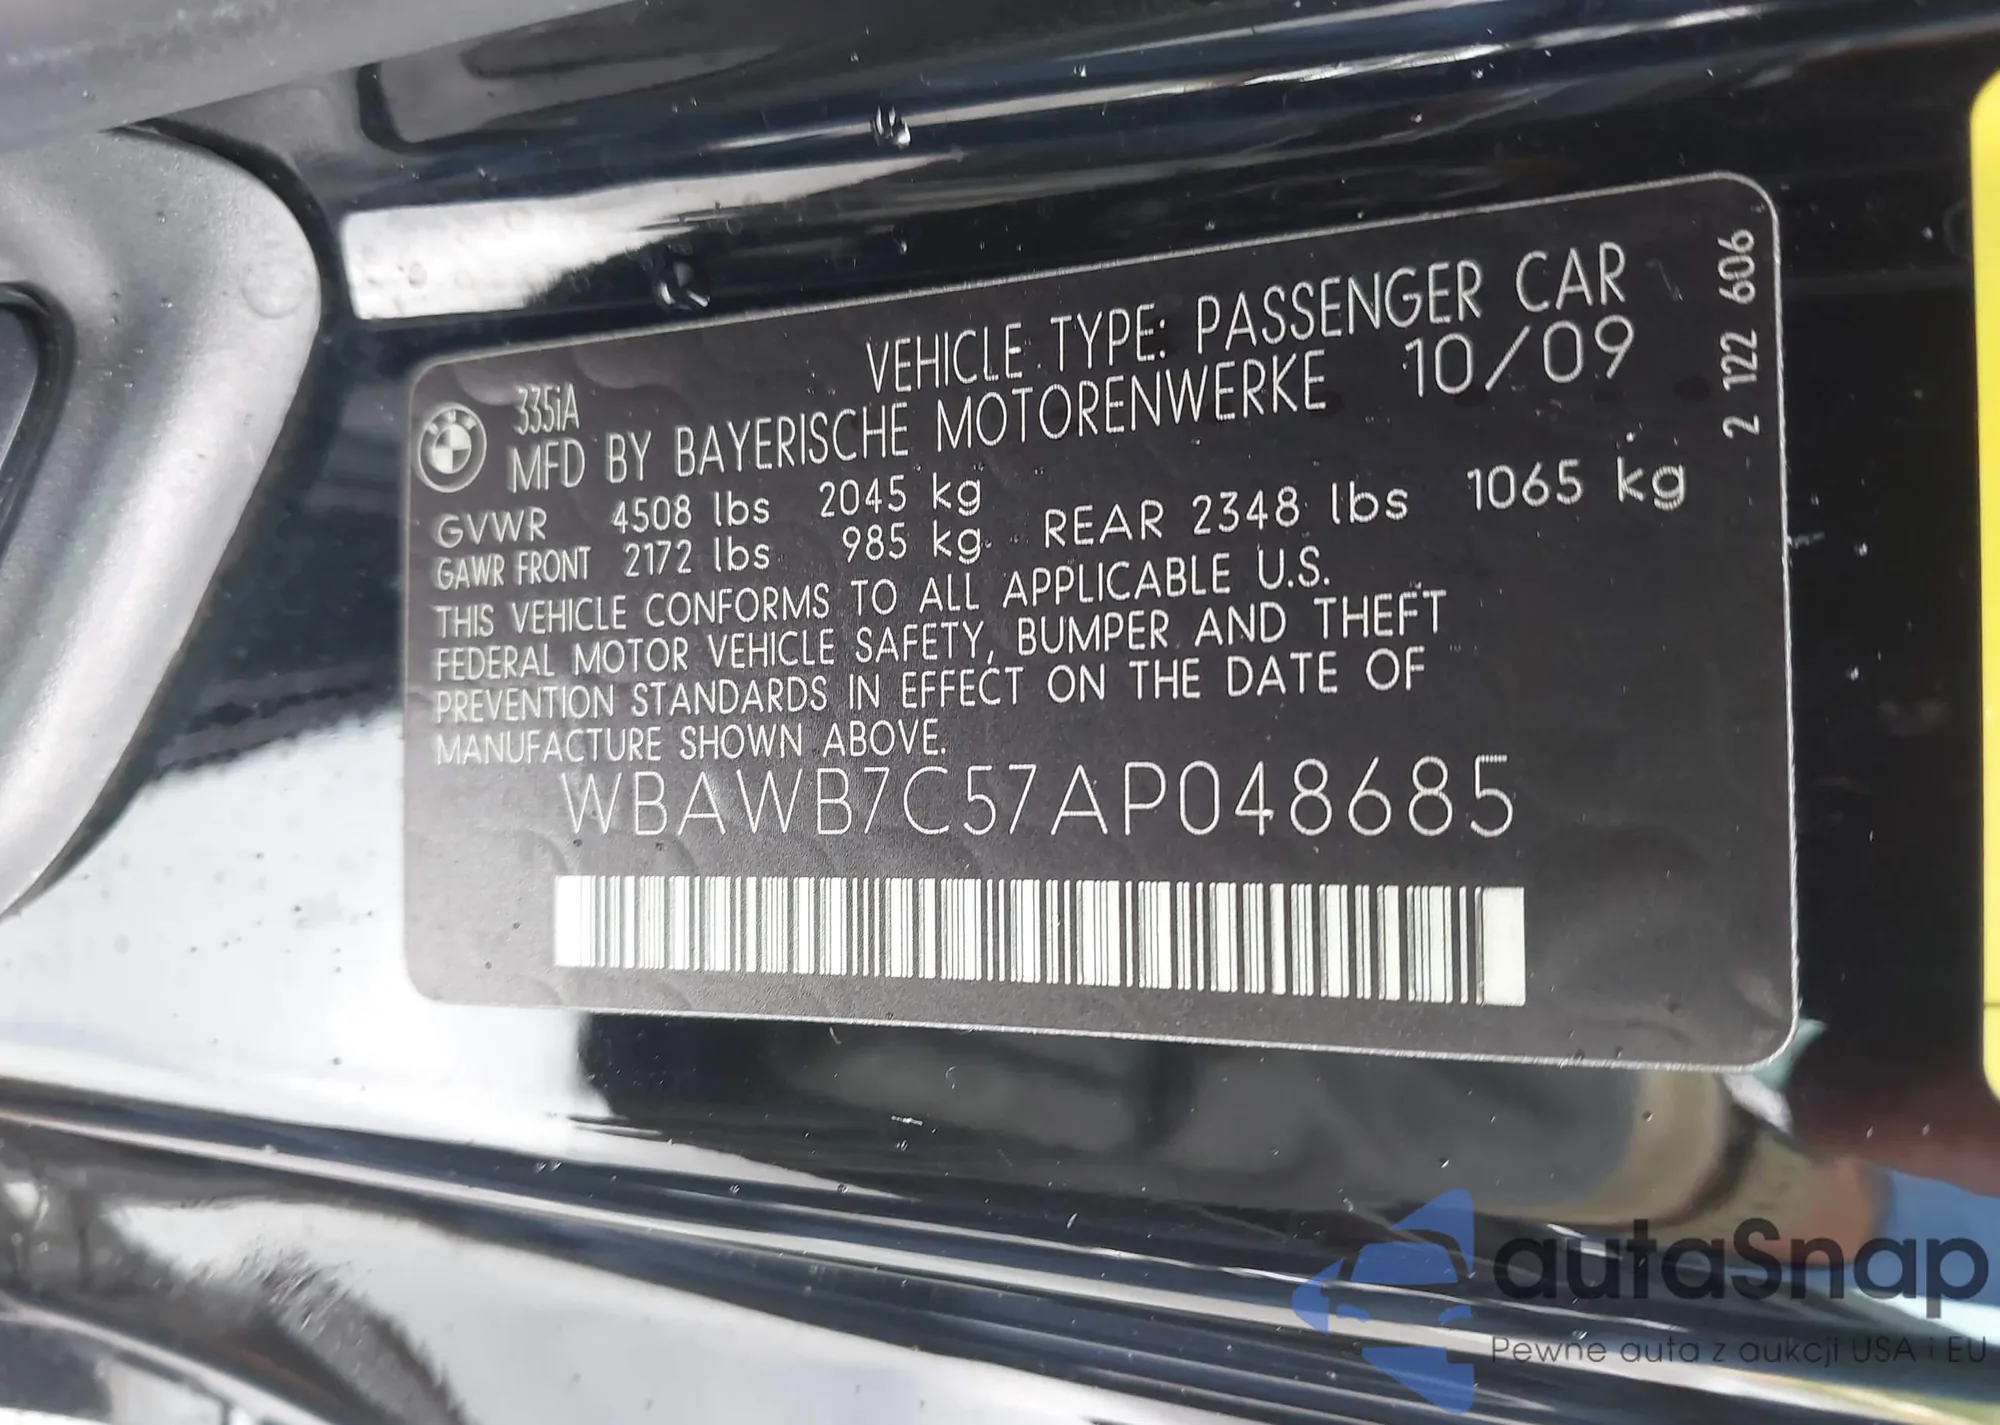 VEHICLE TYPE: PASSENGER CAR
335iA
MFD BY BAYERISCHE MOTORENWERKE 10/09
GVWR 4508 lbs 2045 kg
GAWR FRONT 2172 lbs 985 kg REAR 2348 lbs 1065 kg
THIS VEHICLE CONFORMS TO ALL APPLICABLE U.S.
FEDERAL MOTOR VEHICLE SAFETY, BUMPER AND THEFT
PREVENTION STANDARDS IN EFFECT ON THE DATE OF
MANUFACTURE SHOWN ABOVE.
WBAWB7C57AP048685
2 122 606
autaSnap
Pewne auta z aukcji USA i EU